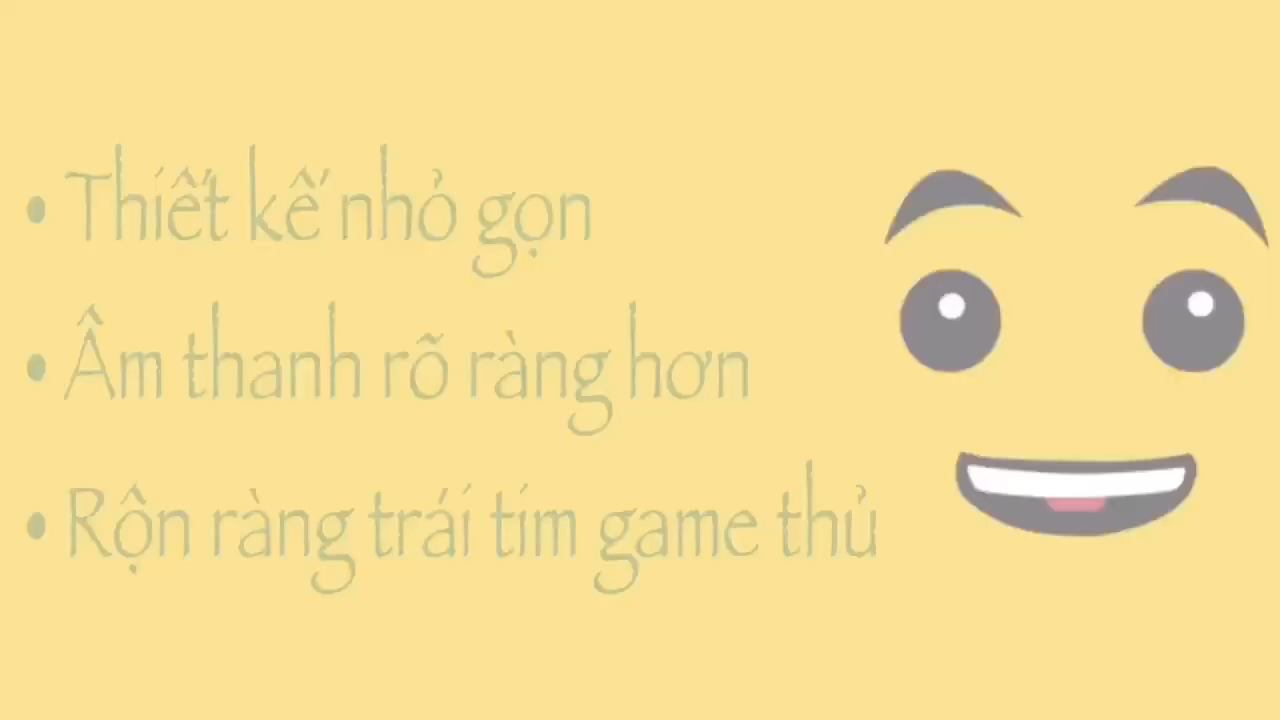 • Thiết kế nhỏ gọn
• Âm thanh rõ ràng hơn
• Rộn ràng trái tim game thủ